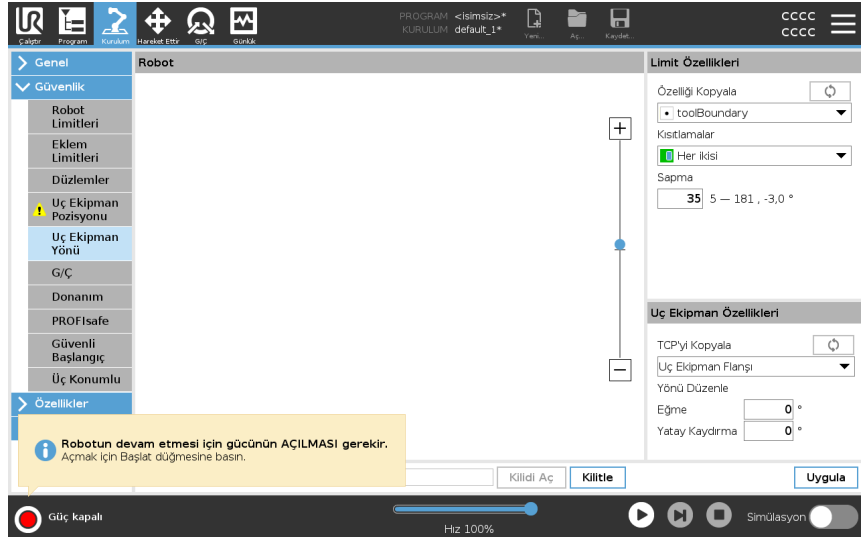 PROGRAM <isimsiz>*
KURULUM default_1*
Çalıştır
Program
Kurulum
Hareket Ettir
G/Ç
Günlük
Yeni...
Aç...
Kaydet...
cccc
cccc
Genel
Güvenlik
Robot
Limitleri
Eklem
Limitleri
Düzlemler
Uç Ekipman
Pozisyonu
Uç Ekipman
Yönü
G/Ç
Donanım
PROFIsafe
Güvenli
Başlangıç
Üç Konumlu
Özellikler
Robot
Limit Özellikleri
Özelliği Kopyala
toolBoundary
Kısıtlamalar
Her ikisi
Sapma
35 5 — 181 , -3,0 °
Uç Ekipman Özellikleri
TCP'yi Kopyala
Uç Ekipman Flanşı
Yönü Düzenle
Eğme 0 °
Yatay Kaydırma 0 °
Robotun devam etmesi için gücünün AÇILMASI gerekir.
Açmak için Başlat düğmesine basın.
Kilidi Aç
Kilitle
Uygula
Güç kapalı
Hız 100%
Simülasyon